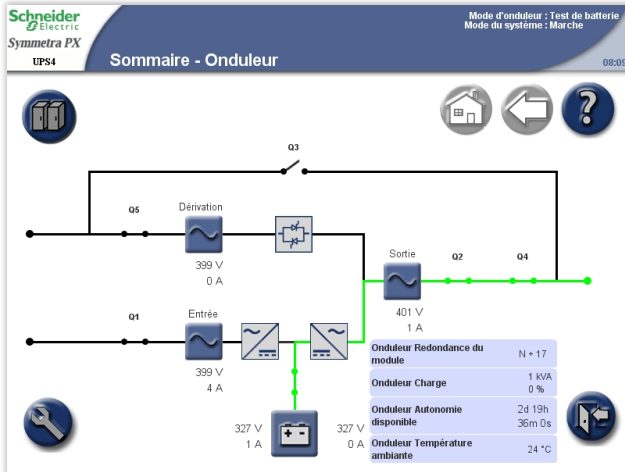 Schneider
Electric
Symmetra PX
UPS4
Sommaire - Onduleur
Mode d'onduleur : Test de batterie
Mode du système : Marche
08:09
?
Q3
Q5
Dérivation
399 V
0 A
Sortie
Q2
Q4
401 V
1 A
Q1
Entrée
399 V
4 A
327 V
1 A
327 V
0 A
Onduleur Redondance du
module
N + 17
Onduleur Charge
1 kVA
0 %
Onduleur Autonomie
disponible
2d 19h
36m 0s
Onduleur Température
ambiante
24 °C